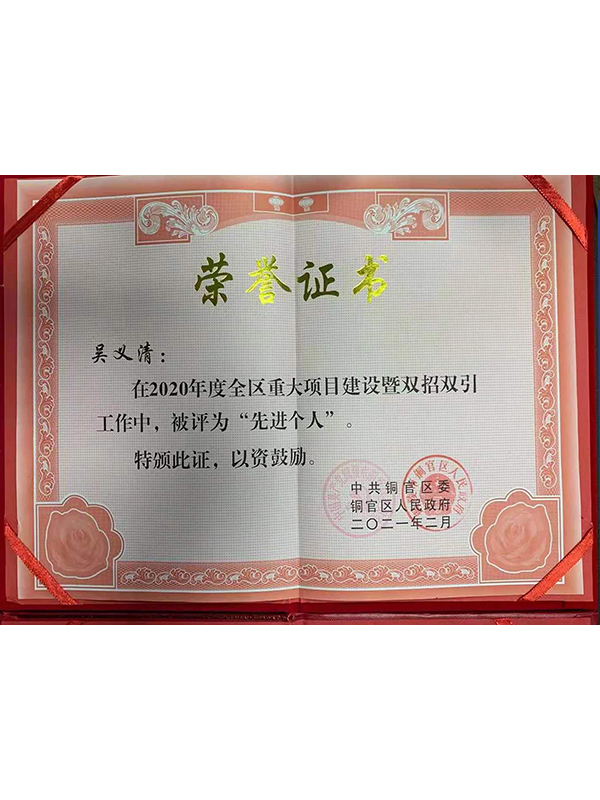 荣誉证书
吴义清：
在2020年度全区重大项目建设暨双招双引
工作中，被评为“先进个人”。
特颁此证，以资鼓励。
中共铜官区委
铜官区人民政府
二〇二一年二月